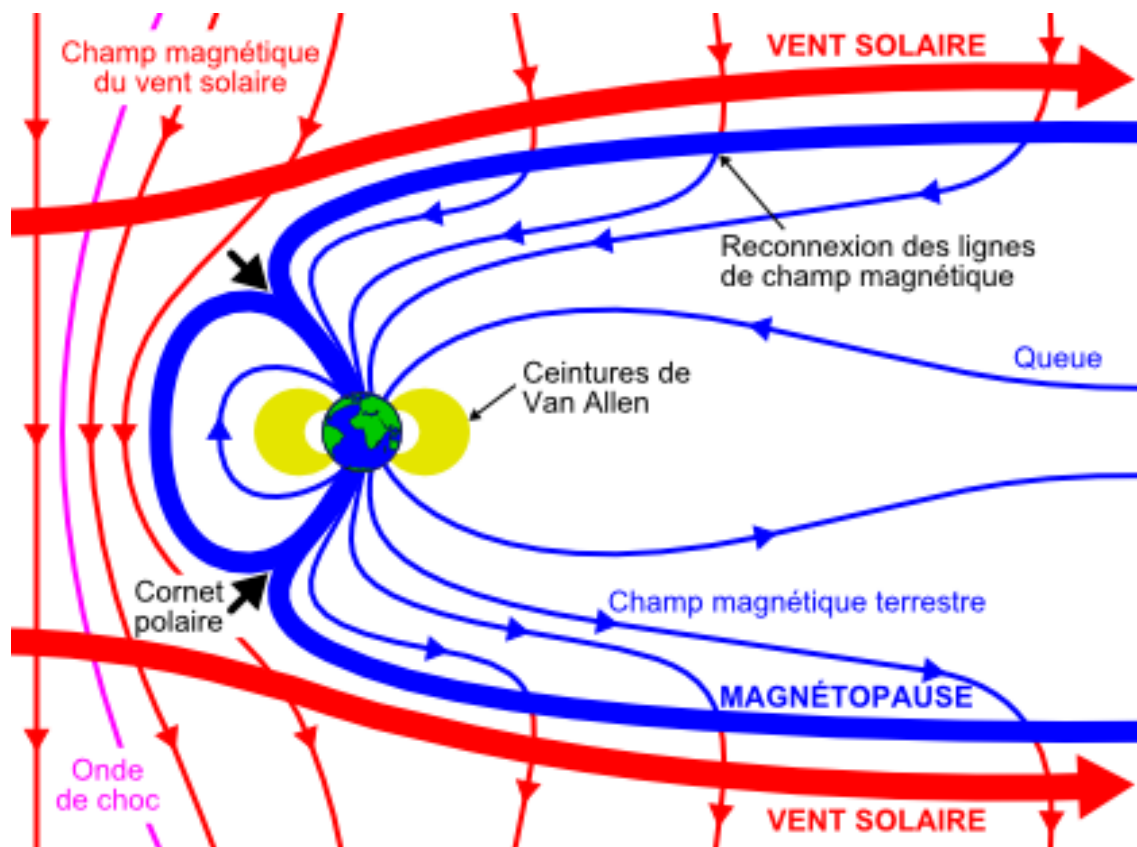 Champ magnétique
du vent solaire
VENT SOLAIRE
Reconnexion des lignes
de champ magnétique
Queue
Ceintures de
Van Allen
Cornet
polaire
Champ magnétique terrestre
MAGNÉTOPAUSE
Onde
de choc
VENT SOLAIRE